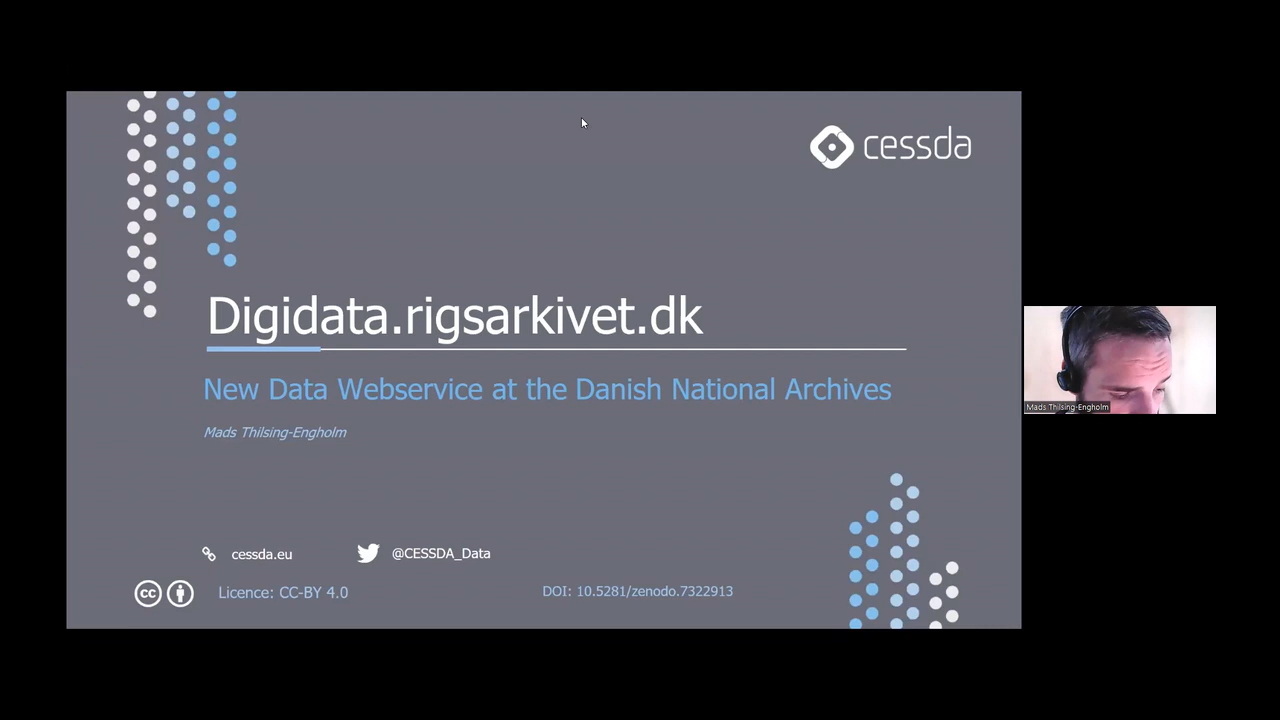 cessda
Digidata.rigsarkivet.dk
New Data Webservice at the Danish National Archives
Mads Thilsing-Engholm
Mads Thilsing-Engholm
cessda.eu
@CESSDA_Data
cc
Licence: CC-BY 4.0
DOI: 10.5281/zenodo.7322913